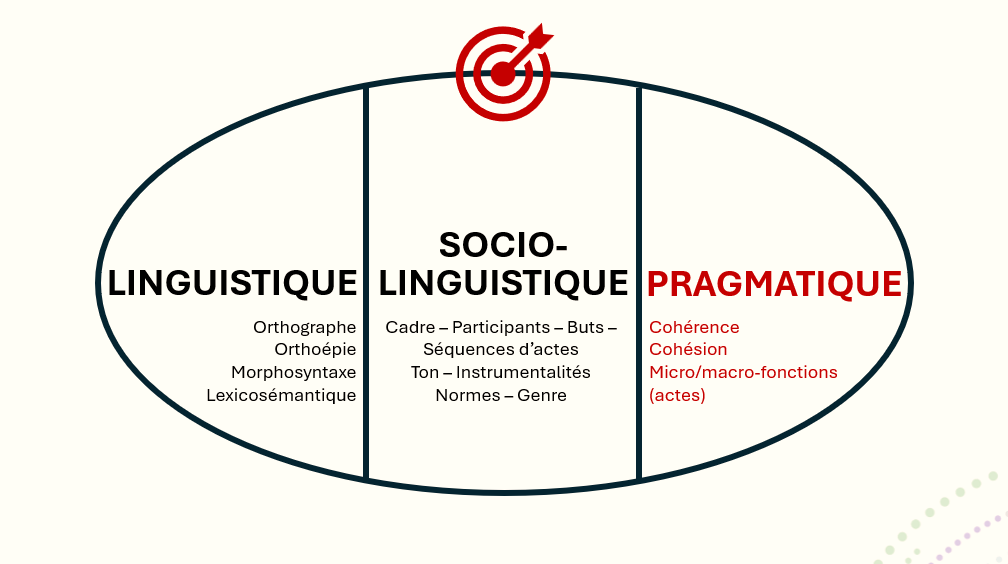 LINGUISTIQUE
Orthographe
Orthoépie
Morphosyntaxe
Lexicosémantique
SOCIO-
LINGUISTIQUE
Cadre – Participants – Buts –
Séquences d’actes
Ton – Instrumentalités
Normes – Genre
PRAGMATIQUE
Cohérence
Cohésion
Micro/macro-fonctions
(actes)